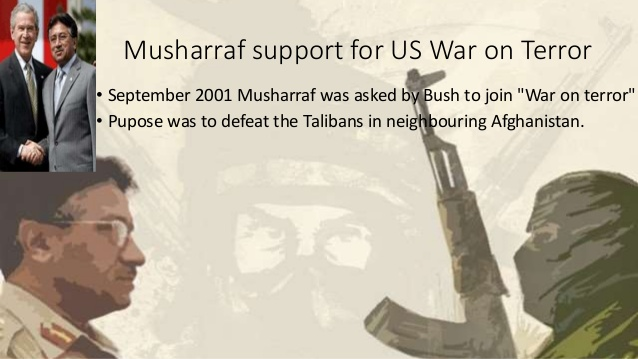 Musharraf support for US War on Terror
• September 2001 Musharraf was asked by Bush to join "War on terror"
• Pupose was to defeat the Talibans in neighbouring Afghanistan.